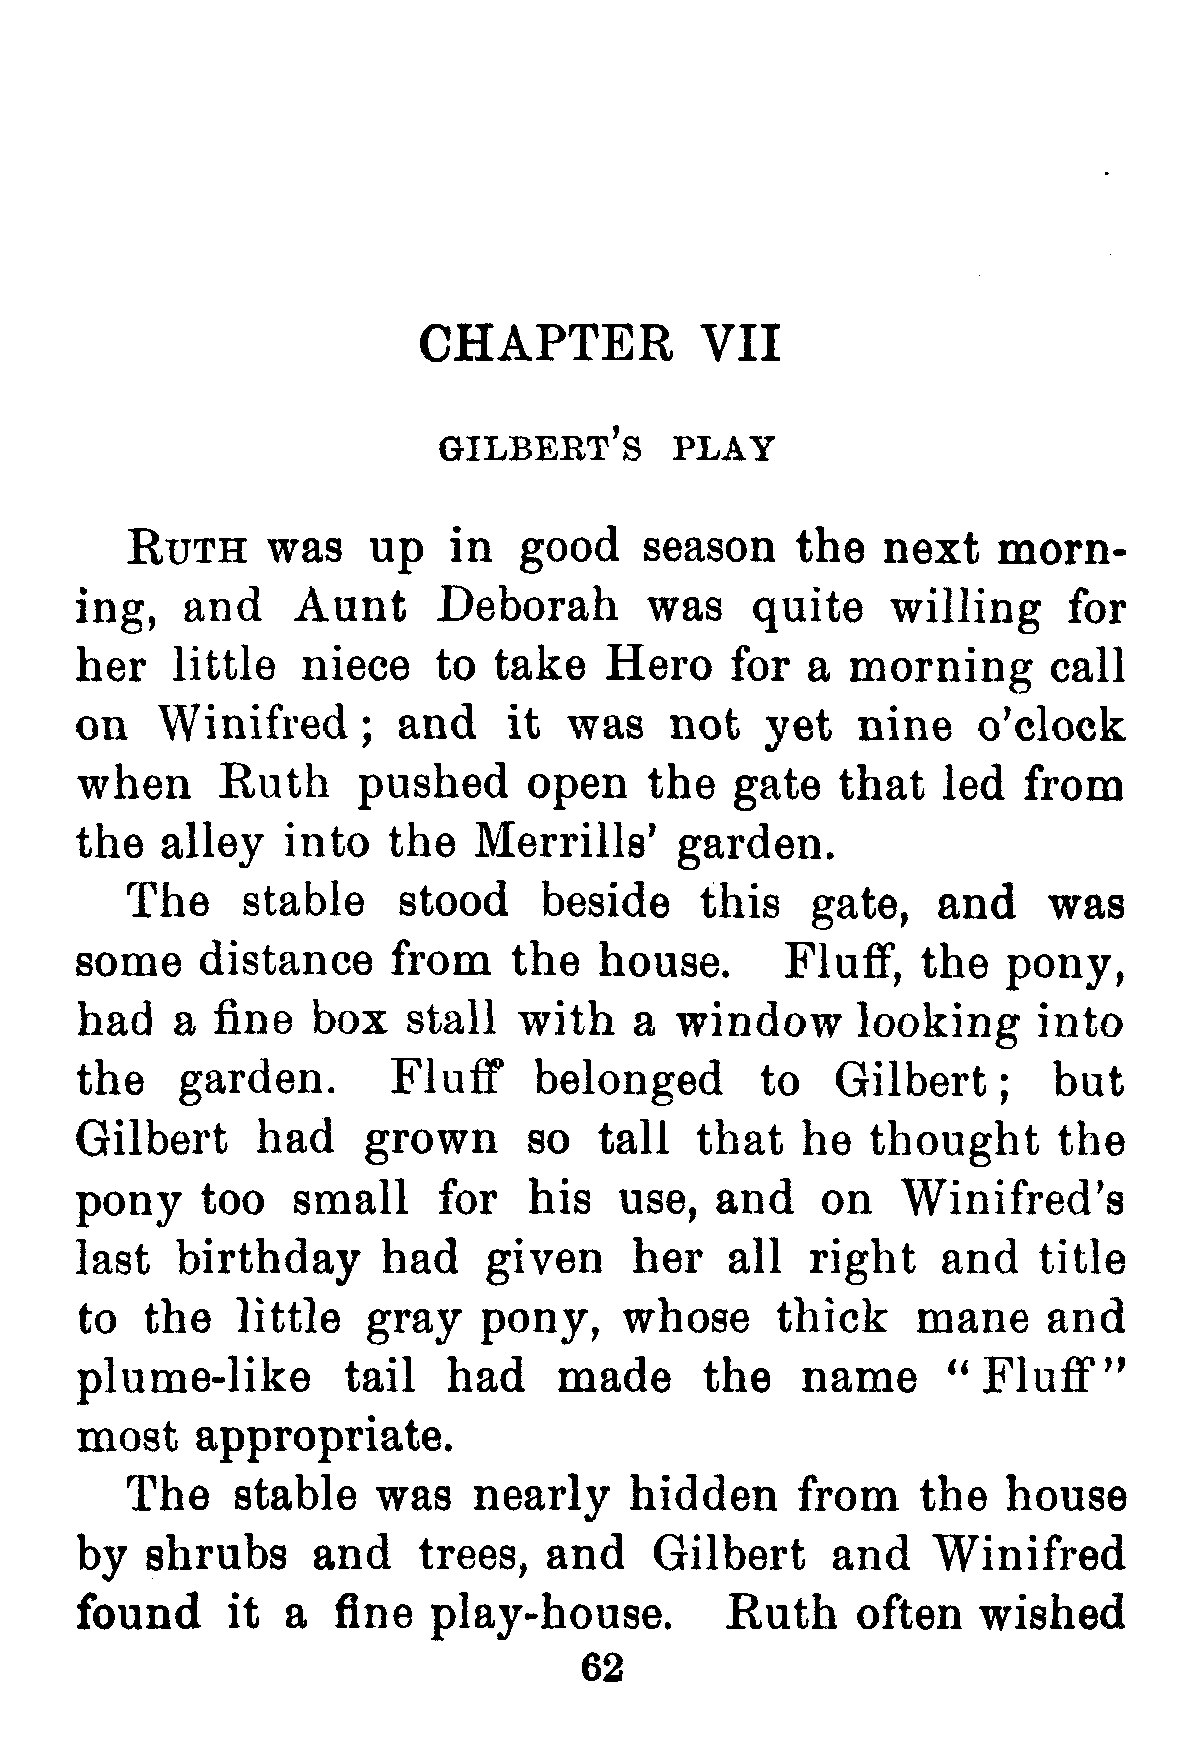 CHAPTER VII
GILBERT'S PLAY
RUTH was up in good season the next morn-
ing, and Aunt Deborah was quite willing for
her little niece to take Hero for a morning call
on Winifred ; and it was not yet nine o'clock
when Ruth pushed open the gate that led from
the alley into the Merrills' garden.
The stable stood beside this gate, and was
some distance from the house. Fluff, the pony,
had a fine box stall with a window looking into
the garden. Fluff belonged to Gilbert ; but
Gilbert had grown so tall that he thought the
pony too small for his use, and on Winifred's
last birthday had given her all right and title
to the little gray pony, whose thick mane and
plume-like tail had made the name “ Fluff ”
most appropriate.
The stable was nearly hidden from the house
by shrubs and trees, and Gilbert and Winifred
found it a fine play-house. Ruth often wished
62